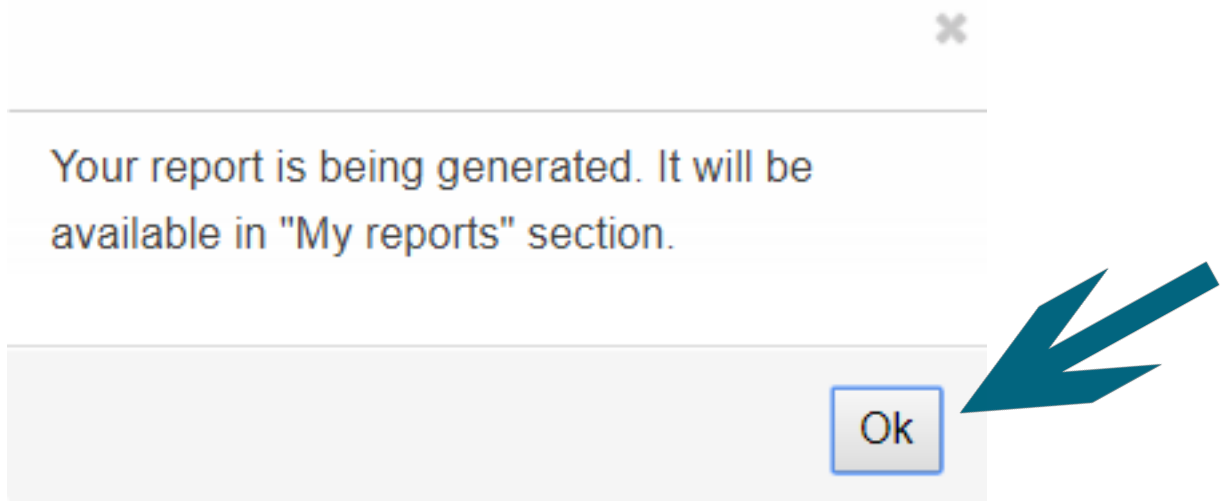 Your report is being generated. It will be
available in "My reports" section.
Ok